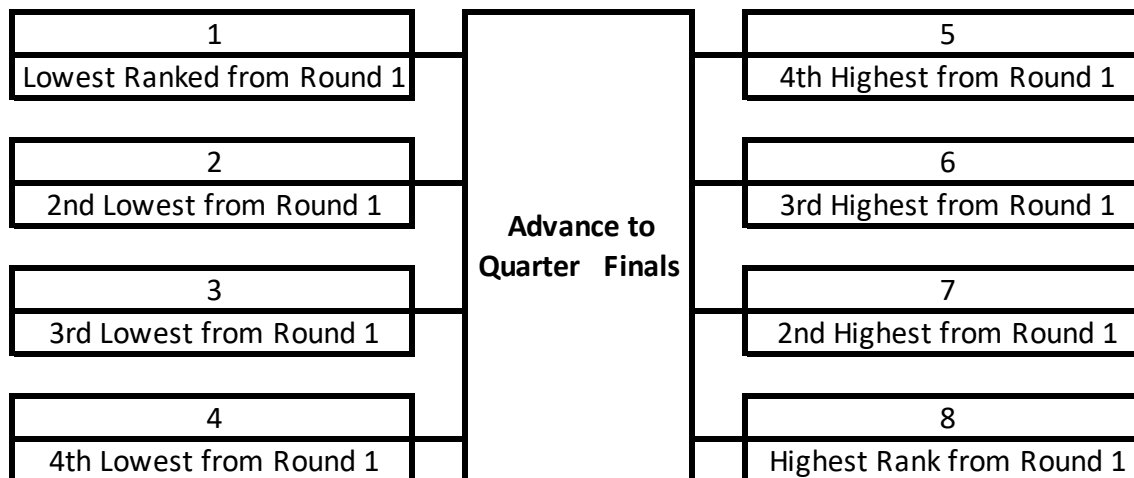 1
Lowest Ranked from Round 1
2
2nd Lowest from Round 1
3
3rd Lowest from Round 1
4
4th Lowest from Round 1
Advance to
Quarter Finals
5
4th Highest from Round 1
6
3rd Highest from Round 1
7
2nd Highest from Round 1
8
Highest Rank from Round 1